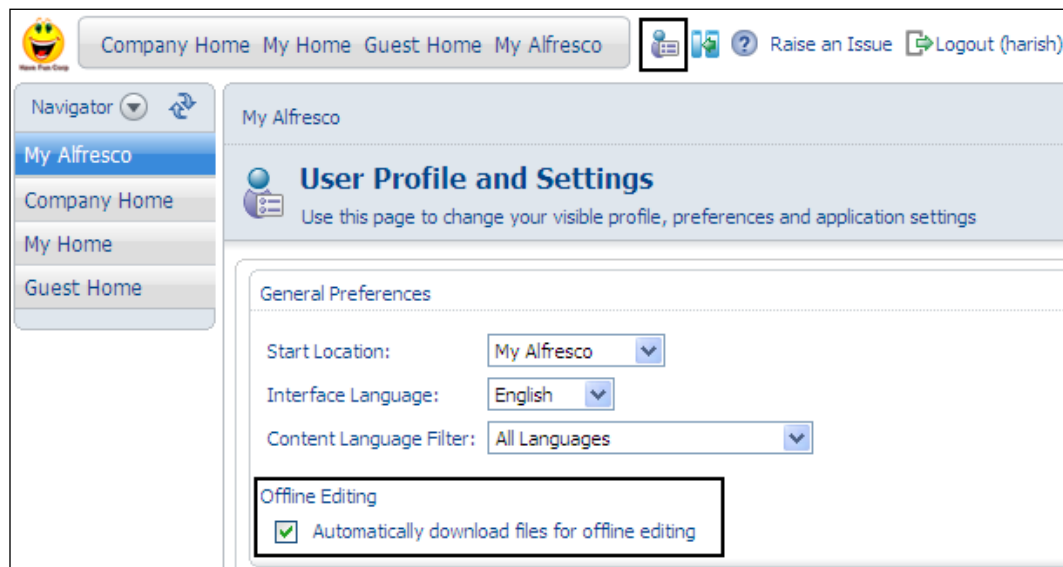 Company Home My Home Guest Home My Alfresco
Raise an Issue Logout (harish)
Have Fun Corp
Navigator
My Alfresco
Company Home
My Home
Guest Home
My Alfresco
User Profile and Settings
Use this page to change your visible profile, preferences and application settings
General Preferences
Start Location: My Alfresco
Interface Language: English
Content Language Filter: All Languages
Offline Editing
Automatically download files for offline editing